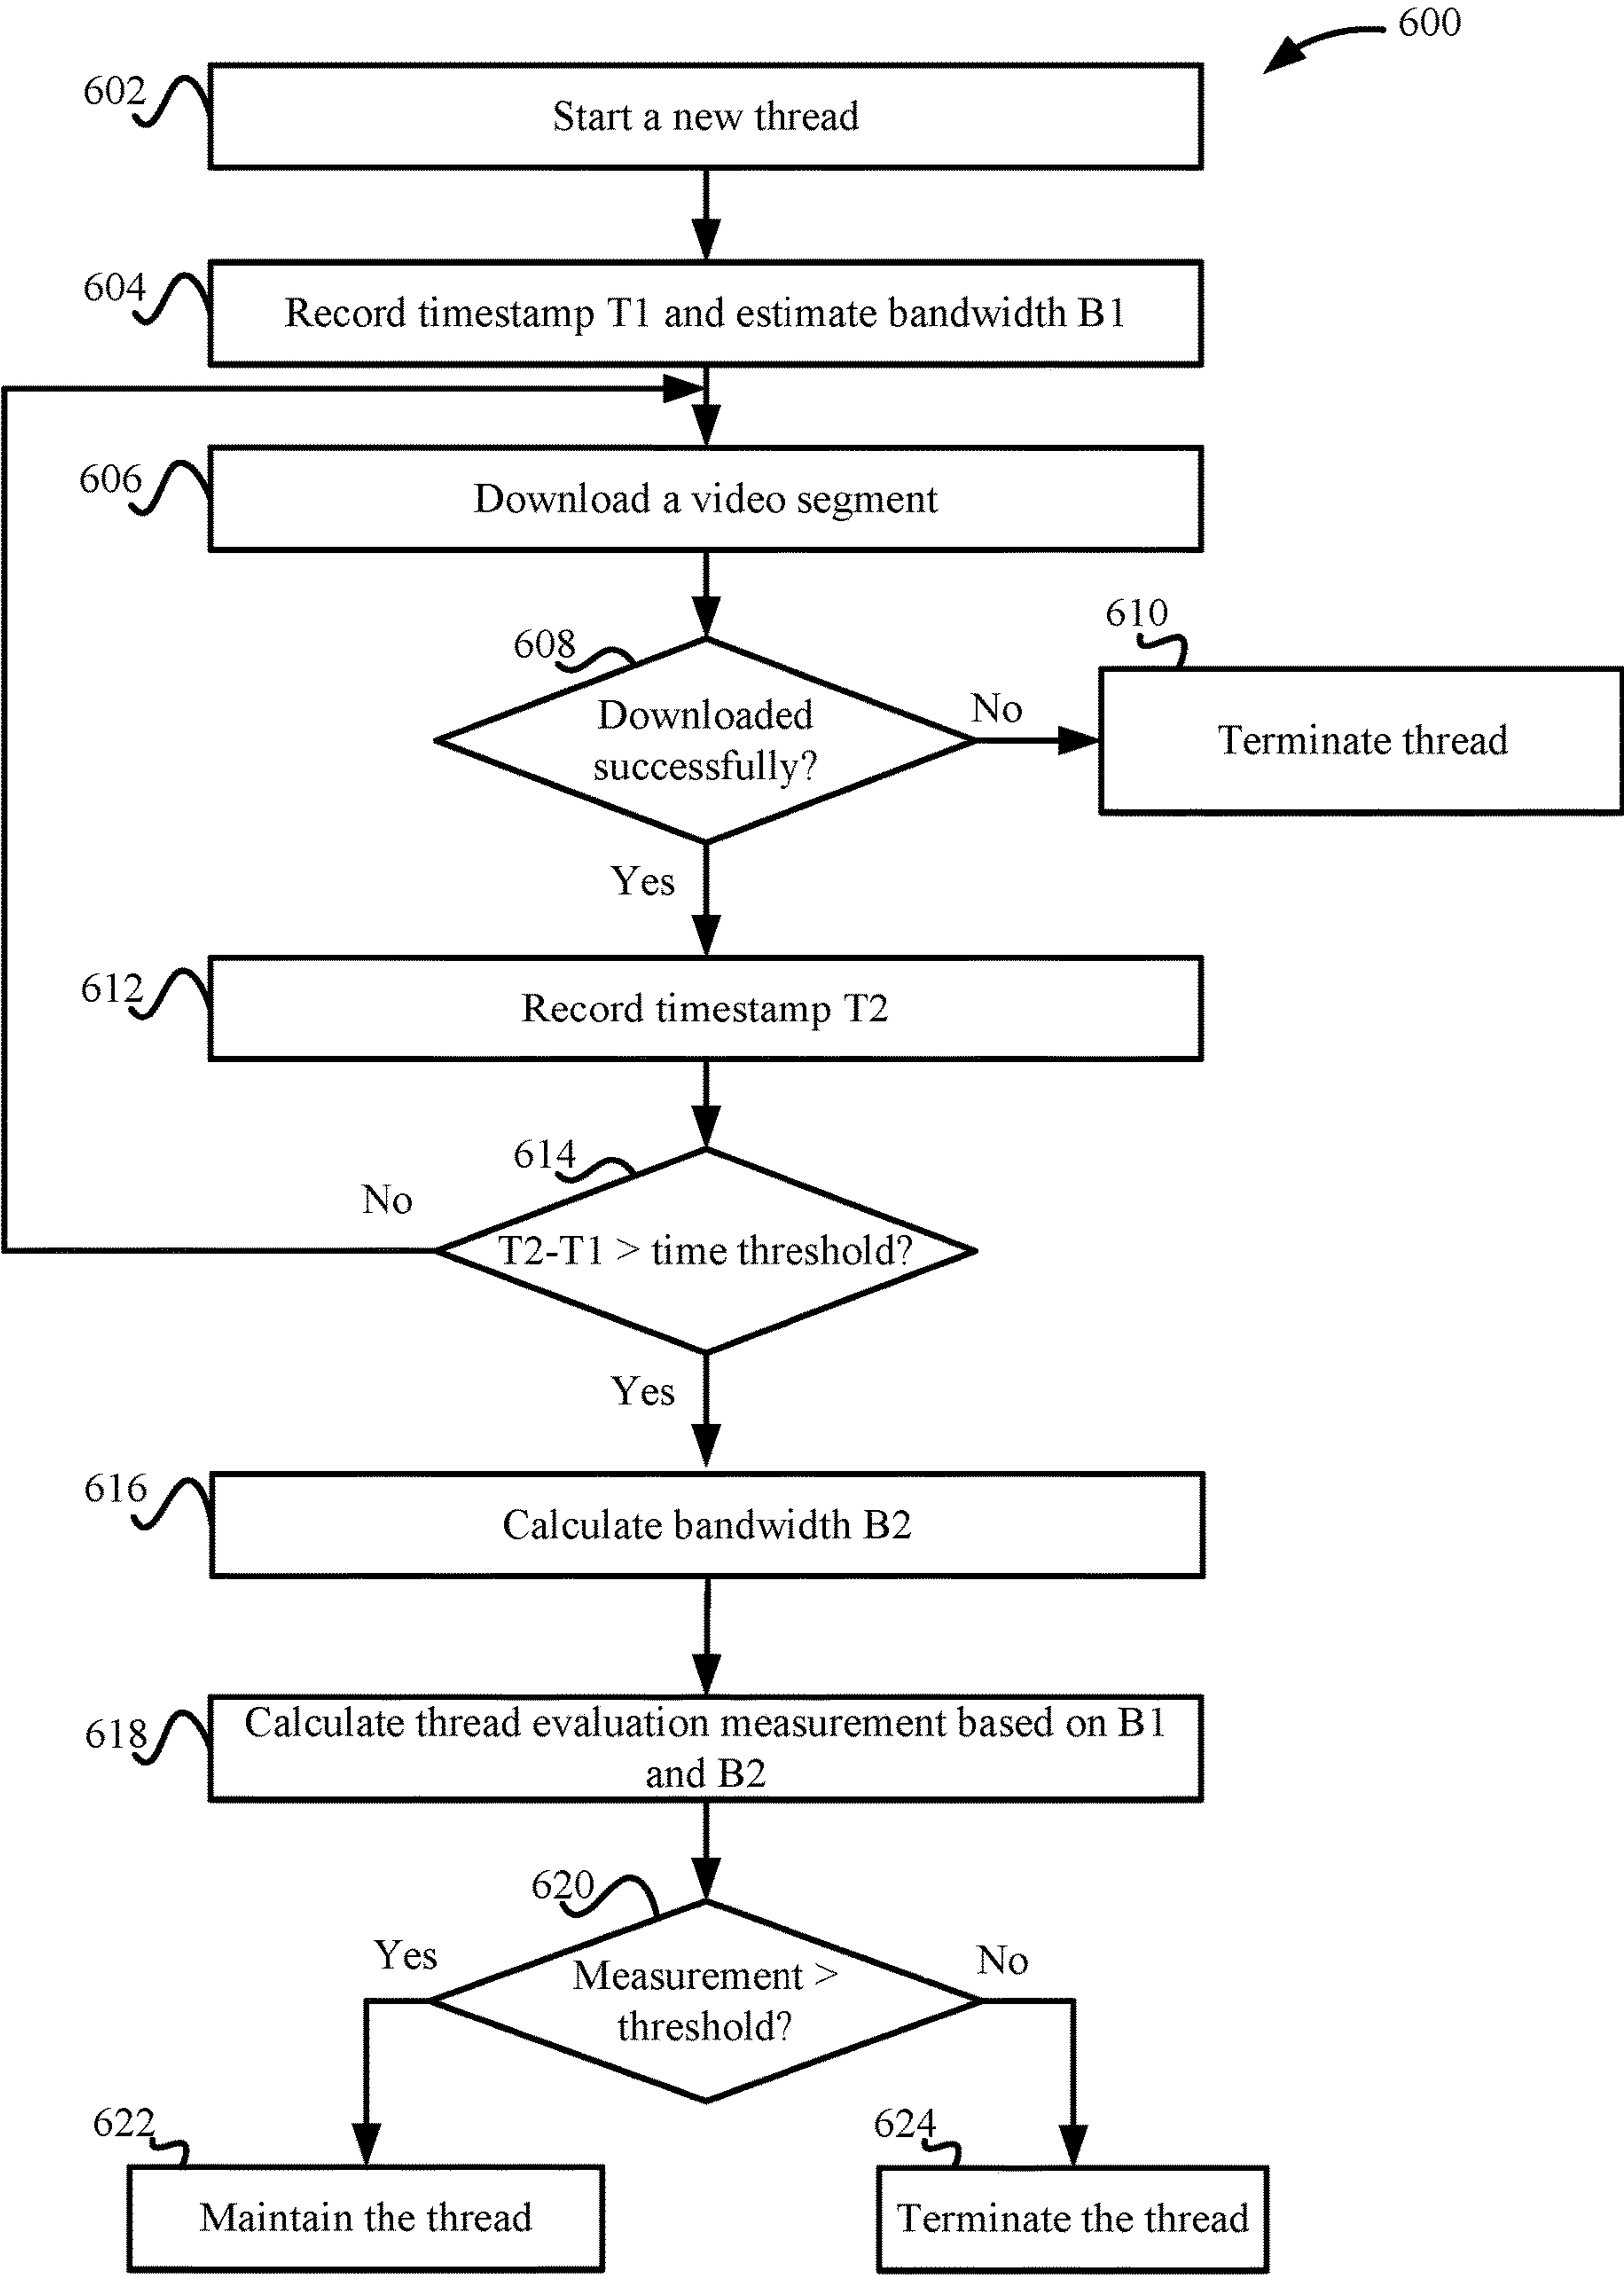 600
602
Start a new thread
604
Record timestamp T1 and estimate bandwidth B1
606
Download a video segment
608
Downloaded
successfully?
No
610
Terminate thread
Yes
612
Record timestamp T2
614
No
T2-T1 > time threshold?
Yes
616
Calculate bandwidth B2
618
Calculate thread evaluation measurement based on B1
and B2
620
Yes
Measurement >
threshold?
No
622
Maintain the thread
624
Terminate the thread